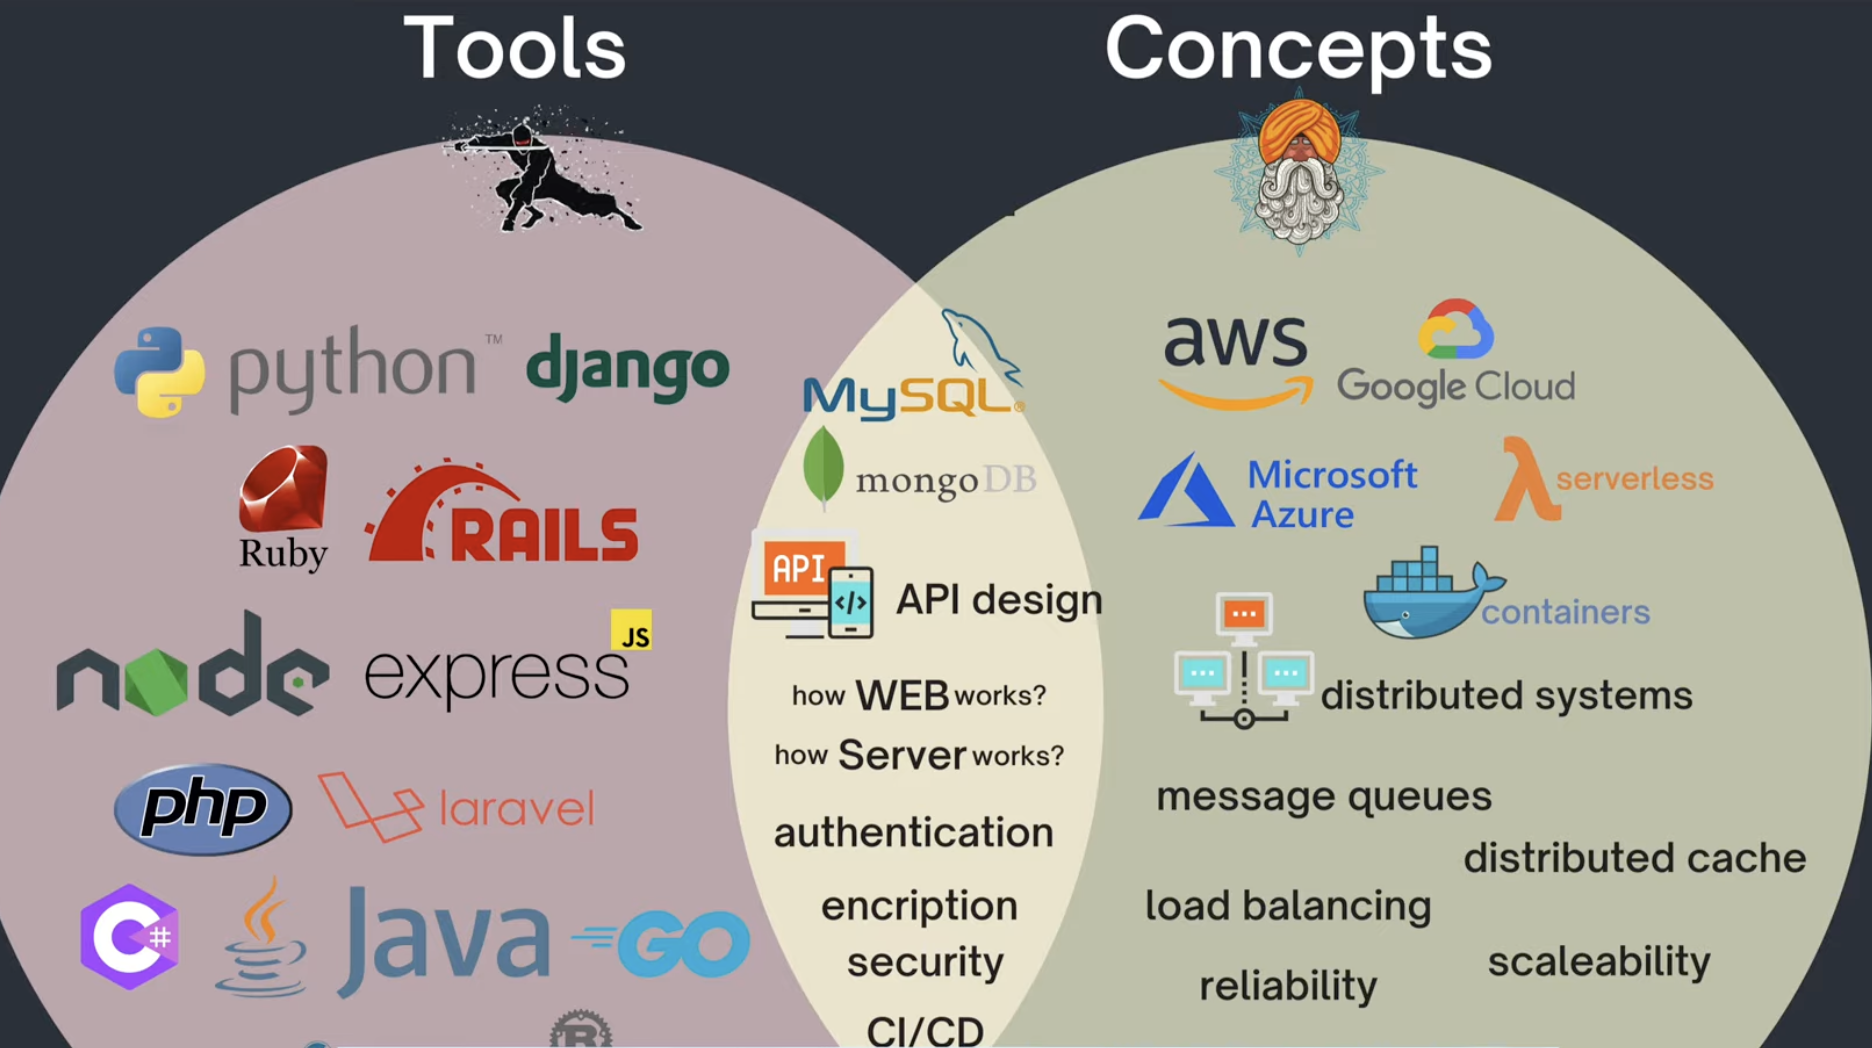 Tools
Concepts
python™ django
MySQL®
aws
Google Cloud
mongoDB
Microsoft
Azure
serverless
Ruby
RAILS
API
</>
API design
containers
node
express
JS
how WEB works?
distributed systems
how Server works?
php
laravel
message queues
authentication
distributed cache
C#
Java
GO
encription
load balancing
security
scaleability
reliability
CI/CD
R